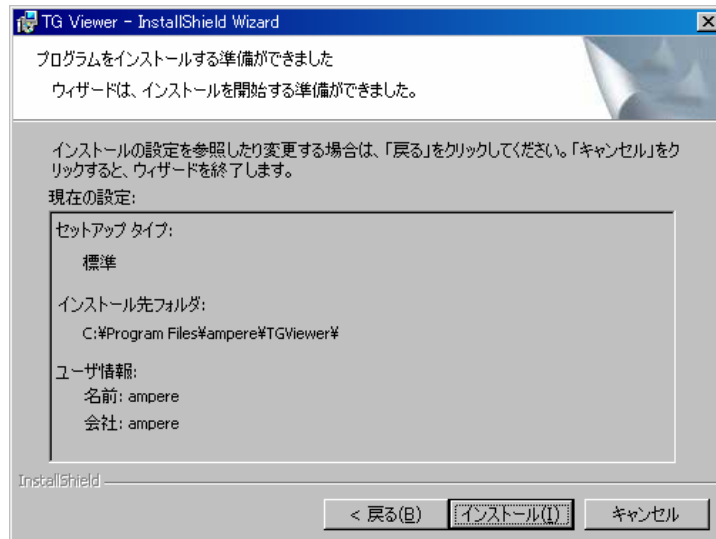 TG Viewer - InstallShield Wizard
プログラムをインストールする準備ができました
ウィザードは、インストールを開始する準備ができました。
インストールの設定を参照したり変更する場合は、「戻る」をクリックしてください。「キャンセル」をク
リックすると、ウィザードを終了します。
現在の設定:
セットアップ タイプ:
標準
インストール先フォルダ:
C:¥Program Files¥ampere¥TGViewer¥
ユーザ情報:
名前: ampere
会社: ampere
InstallShield
< 戻る(B) インストール(I) キャンセル